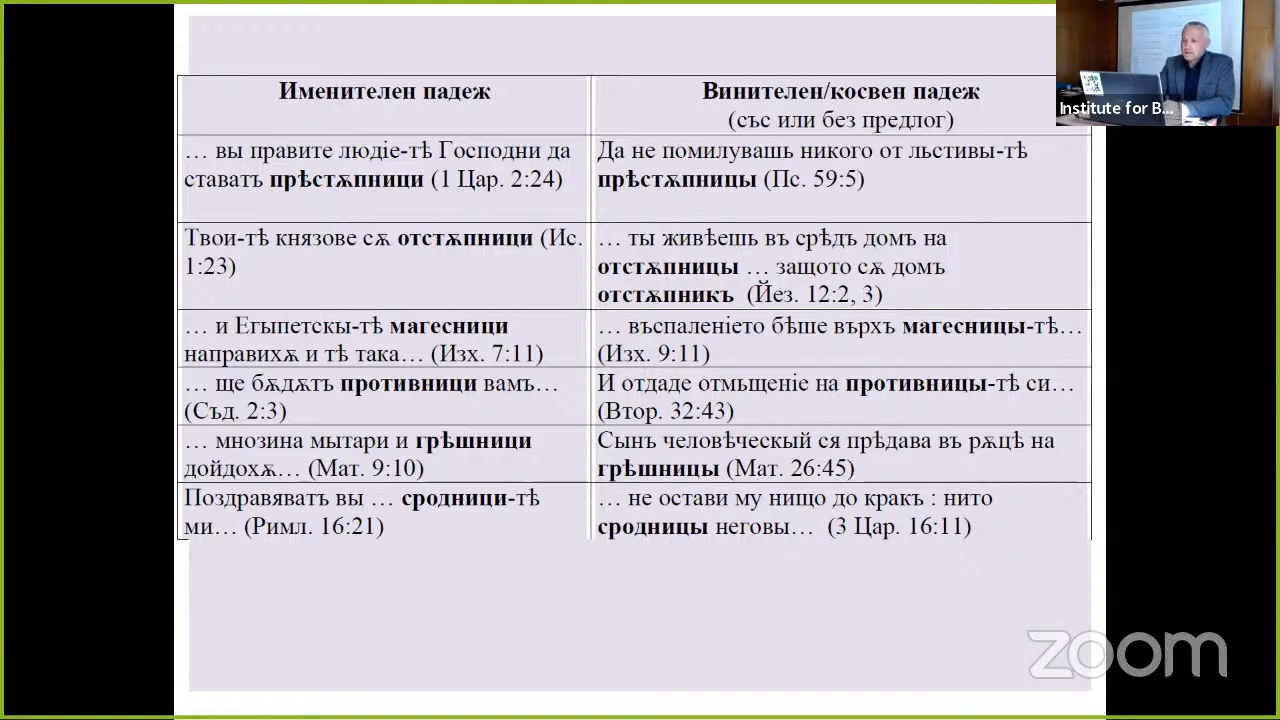 Именителен падеж
Винителен/косвен падеж
(със или без предлог)
… вы правите людіе-тѣ Господни да
ставатъ прѣстѫпници (1 Цар. 2:24)
Да не помилувашь никого от льстивы-тѣ
прѣстѫпницы (Пс. 59:5)
Твои-тѣ князове сѫ отстѫпници (Ис.
1:23)
… ты живѣешь въ срѣдъ домъ на
отстѫпницы … защото сѫ домъ
отстѫпникъ (Йез. 12:2, 3)
… и Египетскы-тѣ магесници
направихѫ и тѣ така… (Изх. 7:11)
… въспаленіето бѣше върхъ магесницы-тѣ…
(Изх. 9:11)
… ще бѫдѫтъ противници вамъ…
(Съд. 2:3)
И отдаде отмьщеніе на противницы-тѣ си…
(Втор. 32:43)
… мнозина мытари и грѣшници
дойдохѫ… (Мат. 9:10)
Сынъ человѣческый ся прѣдава въ рѫцѣ на
грѣшницы (Мат. 26:45)
Поздравяватъ вы … сродници-тѣ
ми… (Римл. 16:21)
… не остави му нищо до кракъ : нито
сродницы неговы… (3 Цар. 16:11)
Institute for B...
zoom